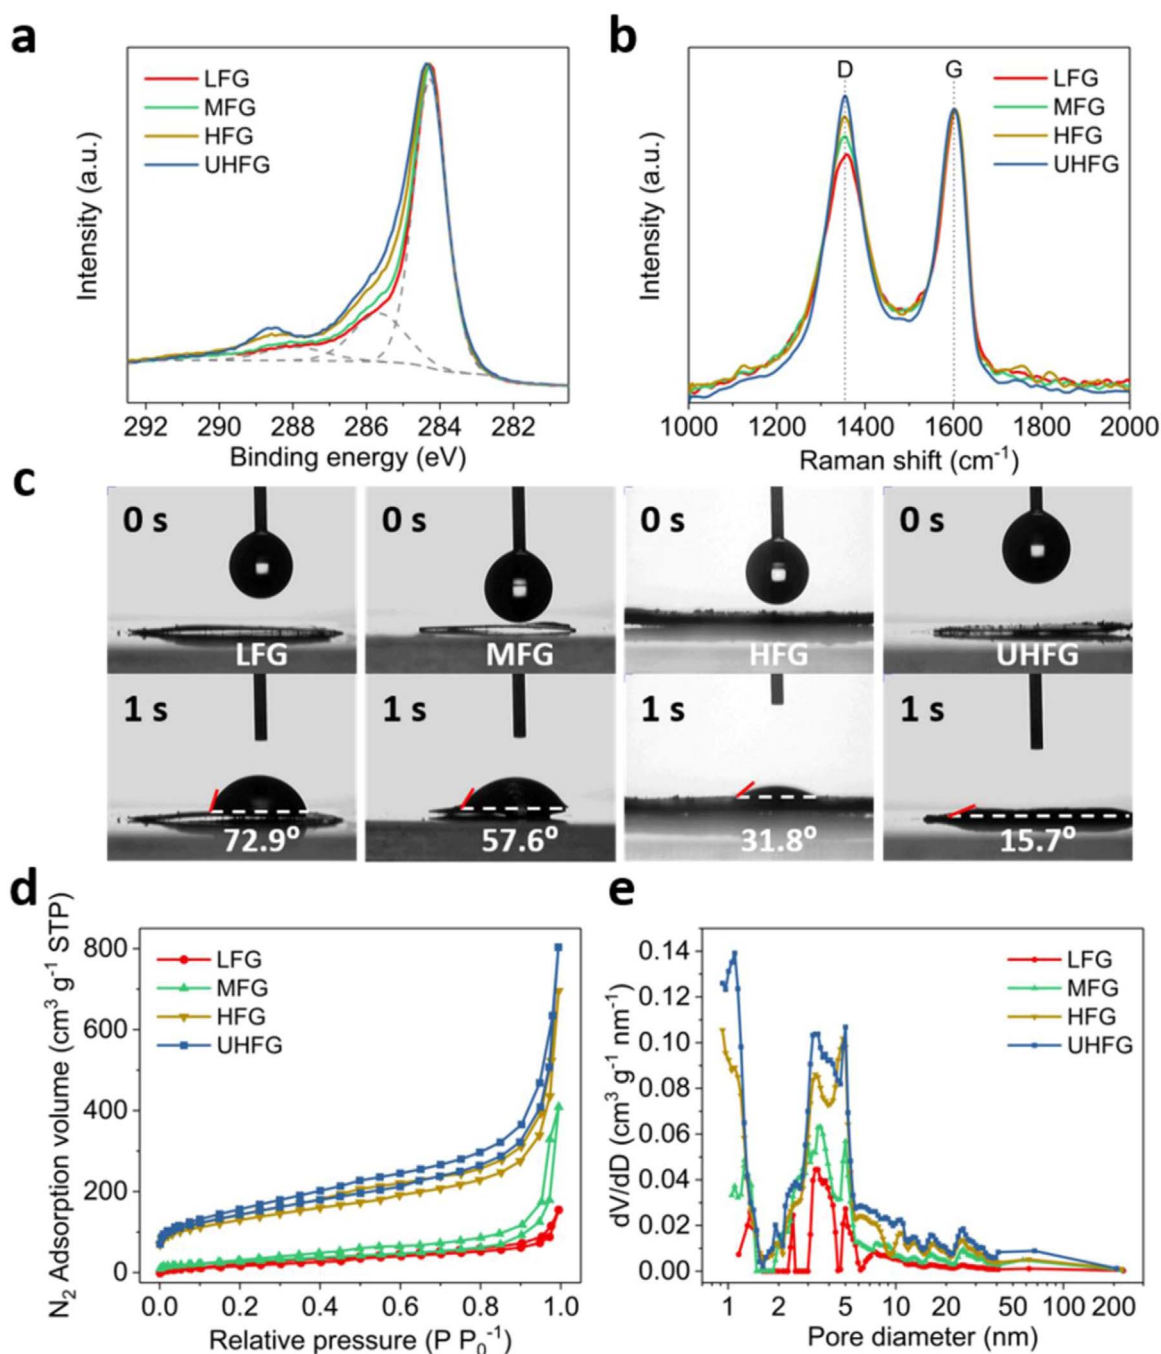 a
LFG
MFG
HFG
UHFG
Intensity (a.u.)
292 290 288 286 284 282
Binding energy (eV)
b
D G
LFG
MFG
HFG
UHFG
Intensity (a.u.)
1000 1200 1400 1600 1800 2000
Raman shift (cm⁻¹)
c
0 s 0 s 0 s 0 s
LFG MFG HFG UHFG
1 s 1 s 1 s 1 s
72.9° 57.6° 31.8° 15.7°
d
LFG
MFG
HFG
UHFG
N₂ Adsorption volume (cm³ g⁻¹ STP)
800
600
400
200
0
0.0 0.2 0.4 0.6 0.8 1.0
Relative pressure (P P₀⁻¹)
e
LFG
MFG
HFG
UHFG
dV/dD (cm³ g⁻¹ nm⁻¹)
0.14
0.12
0.10
0.08
0.06
0.04
0.02
0.00
1 2 5 10 20 50 100 200
Pore diameter (nm)